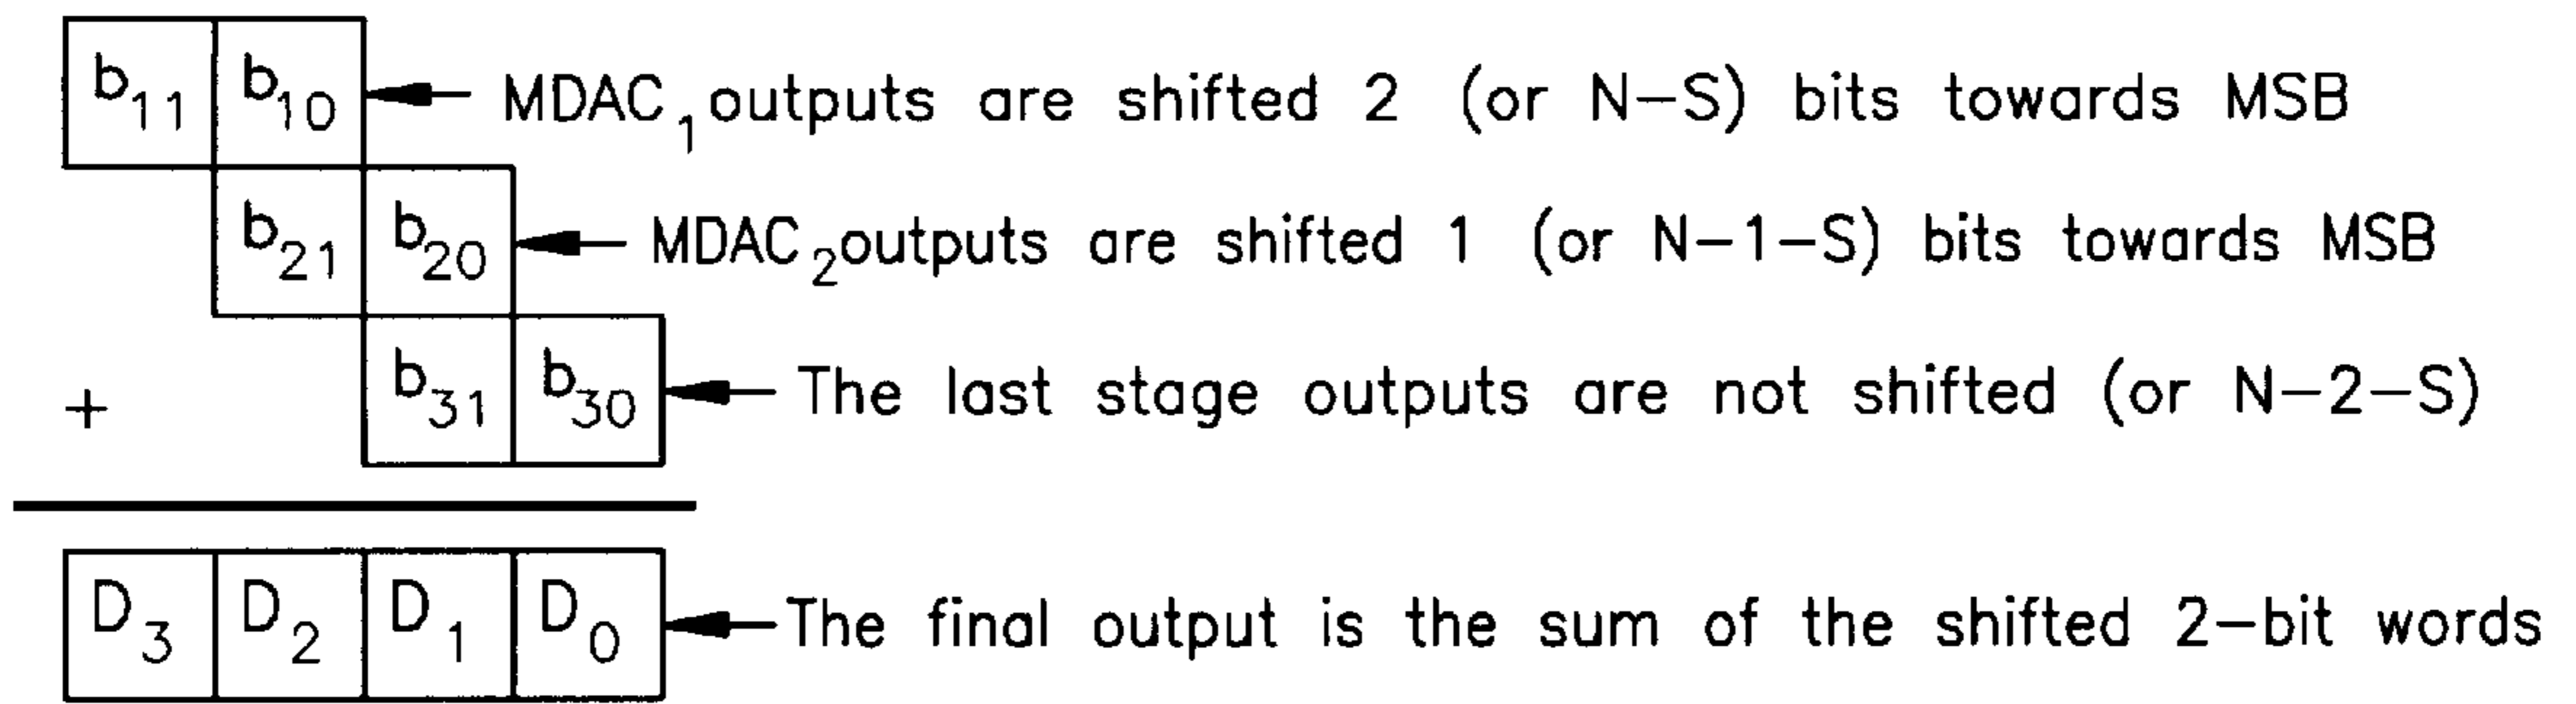 b11 b10 MDAC1 outputs are shifted 2 (or N-S) bits towards MSB
b21 b20 MDAC2 outputs are shifted 1 (or N-1-S) bits towards MSB
+ b31 b30 The last stage outputs are not shifted (or N-2-S)
D3 D2 D1 D0 The final output is the sum of the shifted 2-bit words